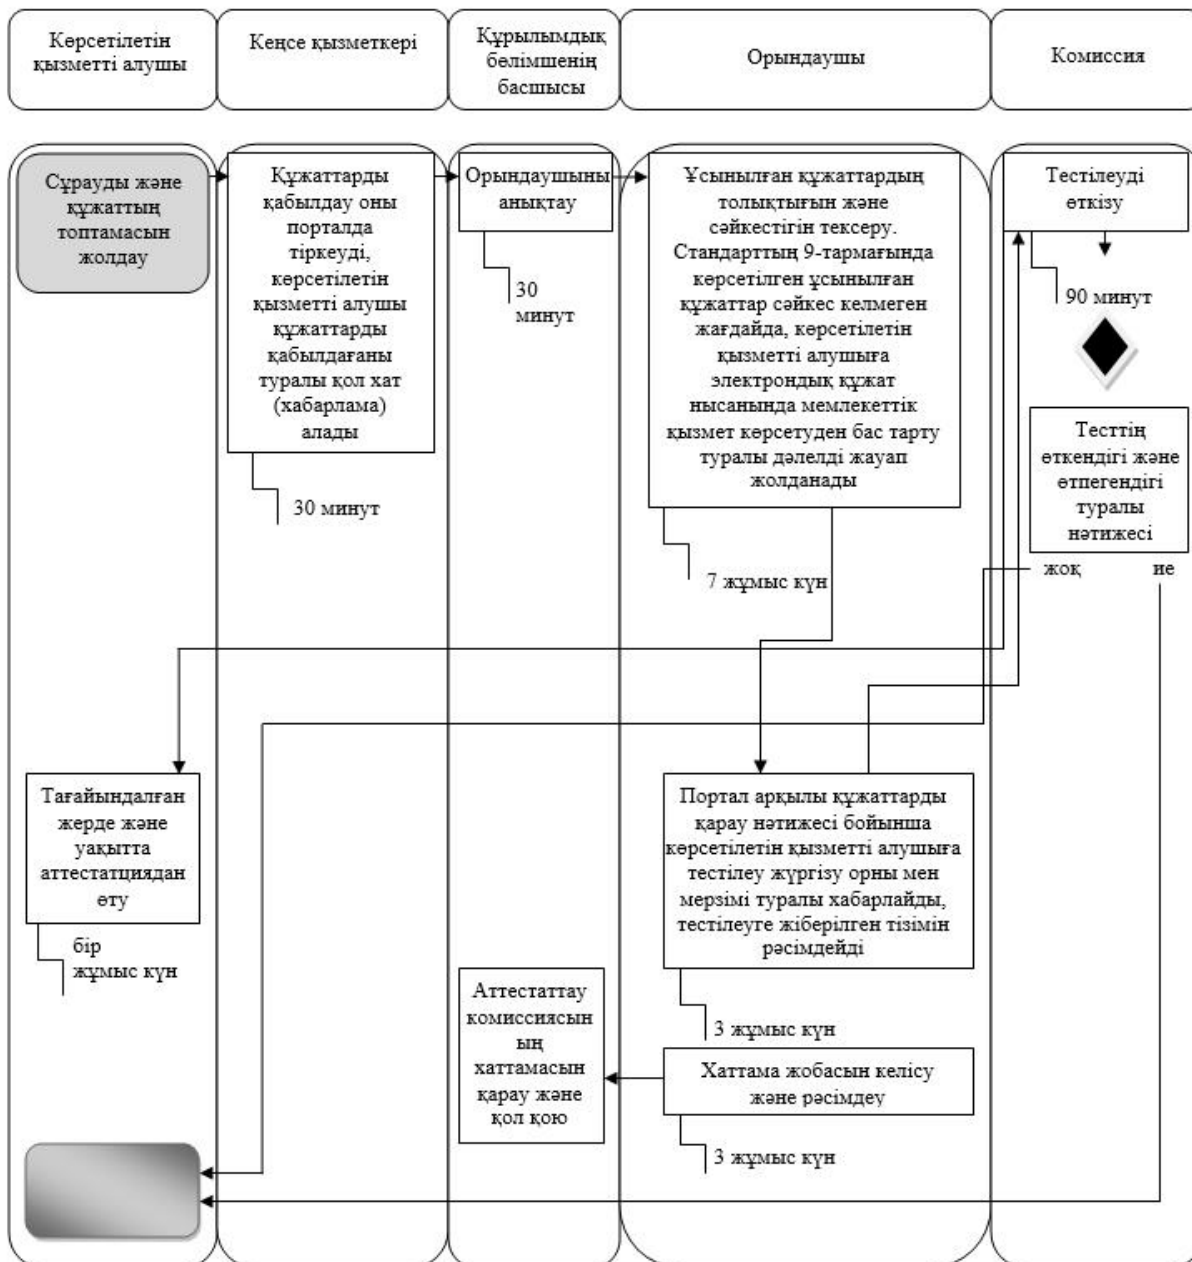 Көрсетілетін
қызметті алушы
Кеңсе қызметкері
Құрылымдық
бөлімшенің
басшысы
Орындаушы
Комиссия
Сұрауды және
құжаттың
топтамасын
жолдау
Құжаттарды
қабылдау оны
порталда
тіркеуді,
көрсетілетін
қызметті алушы
құжаттарды
қабылдағаны
туралы қол хат
(хабарлама)
алады
30 минут
Орындаушыны
анықтау
30
минут
Ұсынылған құжаттардың
толықтығын және
сәйкестігін тексеру.
Стандарттың 9-тармағында
көрсетілген ұсынылған
құжаттар сәйкес келмеген
жағдайда, көрсетілетін
қызметті алушыға
электрондық құжат
нысанында мемлекеттік
қызмет көрсетуден бас тарту
туралы дәлелді жауап
жолданады
7 жұмыс күн
Тестілеуді
өткізу
90 минут
Тесттің
өткендігі және
өтпегендігі
туралы
нәтижесі
жоқ ие
Тағайындалған
жерде және
уақытта
аттестатциядан
өту
бір
жұмыс күн
Портал арқылы құжаттарды
қарау нәтижесі бойынша
көрсетілетін қызметті алушыға
тестілеу жүргізу орны мен
мерзімі туралы хабарлайды,
тестілеуге жіберілген тізімін
рәсімдейді
3 жұмыс күн
Аттестаттау
комиссиясын
ың
хаттамасын
қарау және
қол қою
Хаттама жобасын келісу
және рәсімдеу
3 жұмыс күн